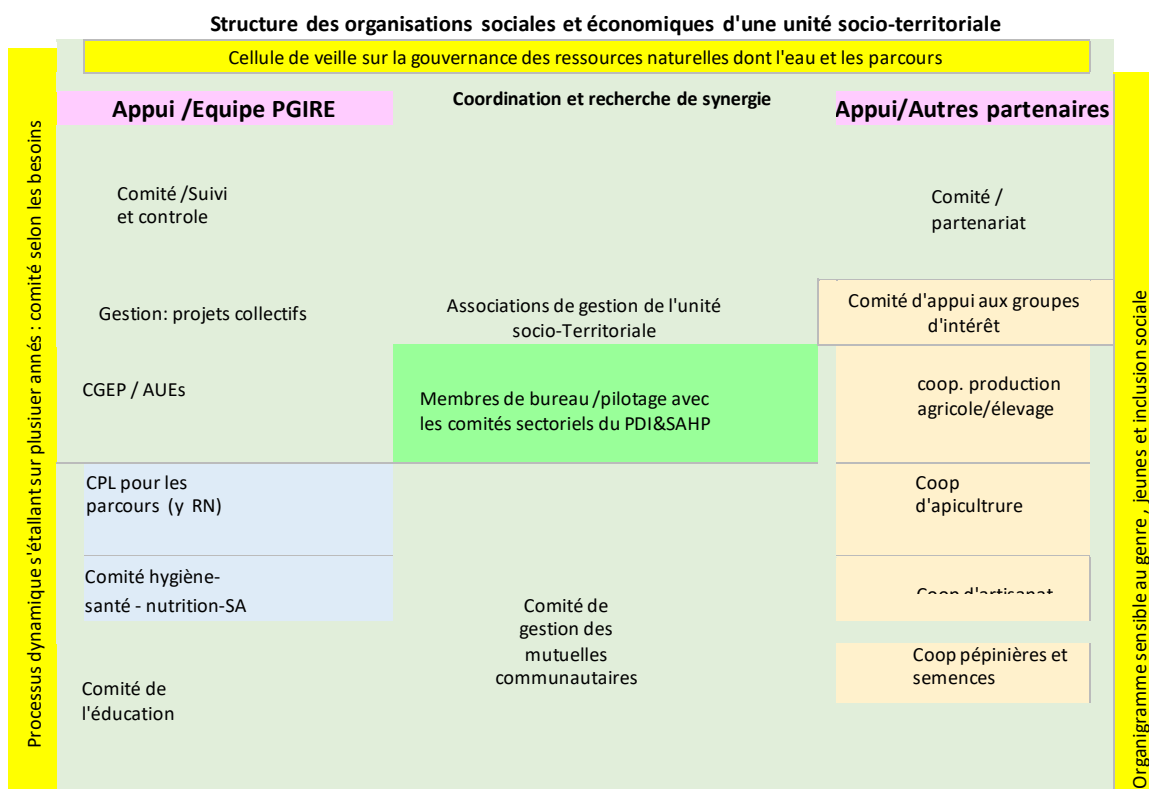 Structure des organisations sociales et économiques d'une unité socio-territoriale
Cellule de veille sur la gouvernance des ressources naturelles dont l'eau et les parcours
Processus dynamique s'étallant sur plusiuer annés : comité selon les besoins
Appui /Equipe PGIRE
Coordination et recherche de synergie
Appui/Autres partenaires
Comité /Suivi
et controle
Comité /
partenariat
Gestion: projets collectifs
Associations de gestion de l'unité
socio-Territoriale
Comité d'appui aux groupes
d'intérêt
CGEP / AUEs
Membres de bureau /pilotage avec
les comités sectoriels du PDI&SAHP
coop. production
agricole/élevage
CPL pour les
parcours (y RN)
Coop
d'apicultrure
Comité hygiène-
santé - nutrition-SA
Coop d'artisanat
Comité de
gestion des
mutuelles
communautaires
Coop pépinières et
semences
Comité de
l'éducation
Organigramme sensible au genre , jeunes et inclusion sociale